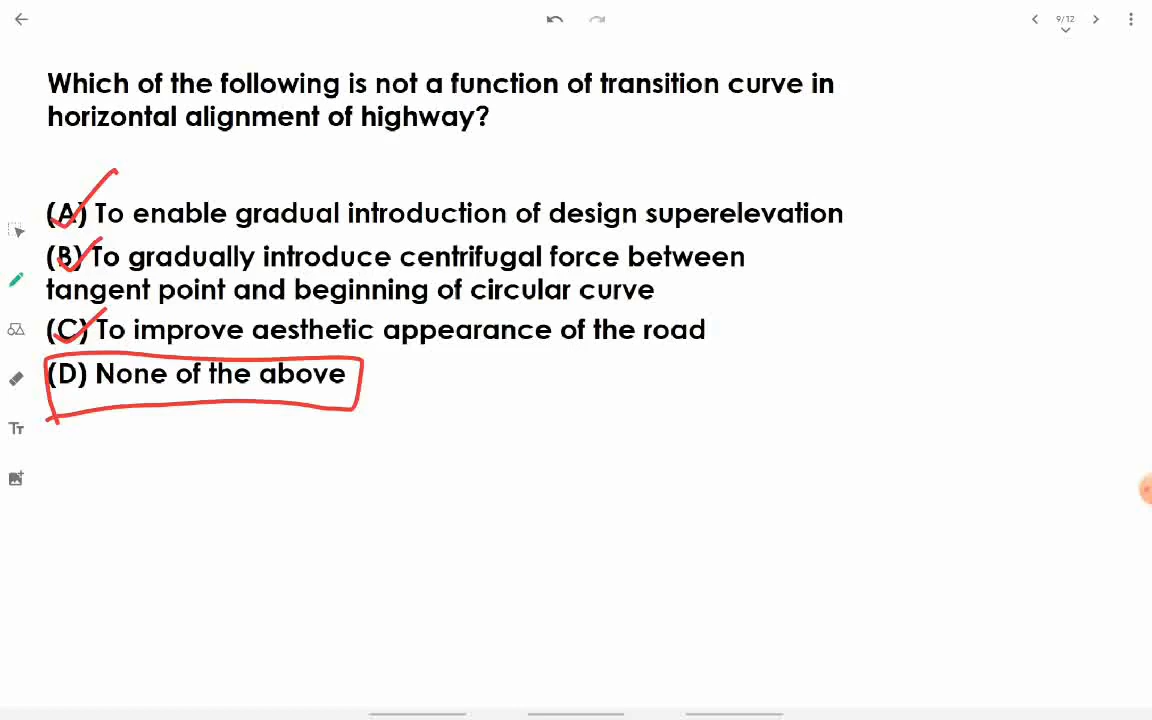 9/12
Which of the following is not a function of transition curve in
horizontal alignment of highway?
(A) To enable gradual introduction of design superelevation
(B) To gradually introduce centrifugal force between
tangent point and beginning of circular curve
(C) To improve aesthetic appearance of the road
(D) None of the above
Tт